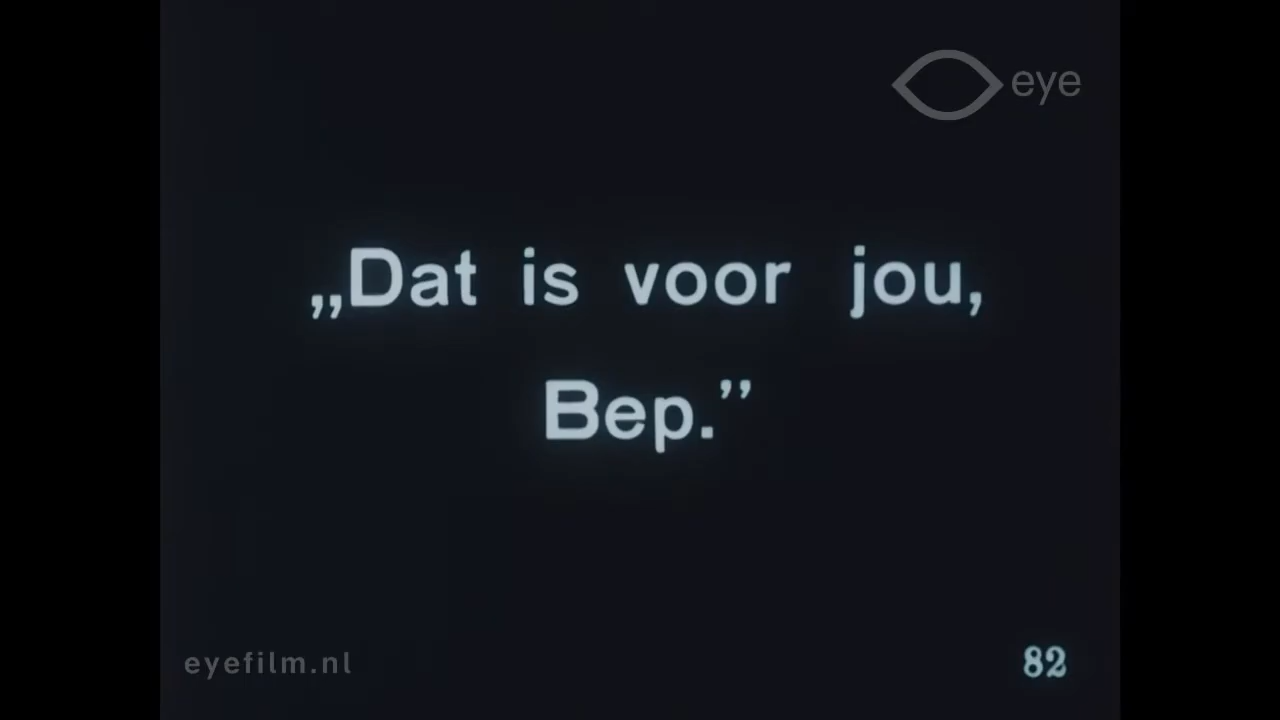 eye
„Dat is voor jou,
Bep.”
eyefilm.nl
82